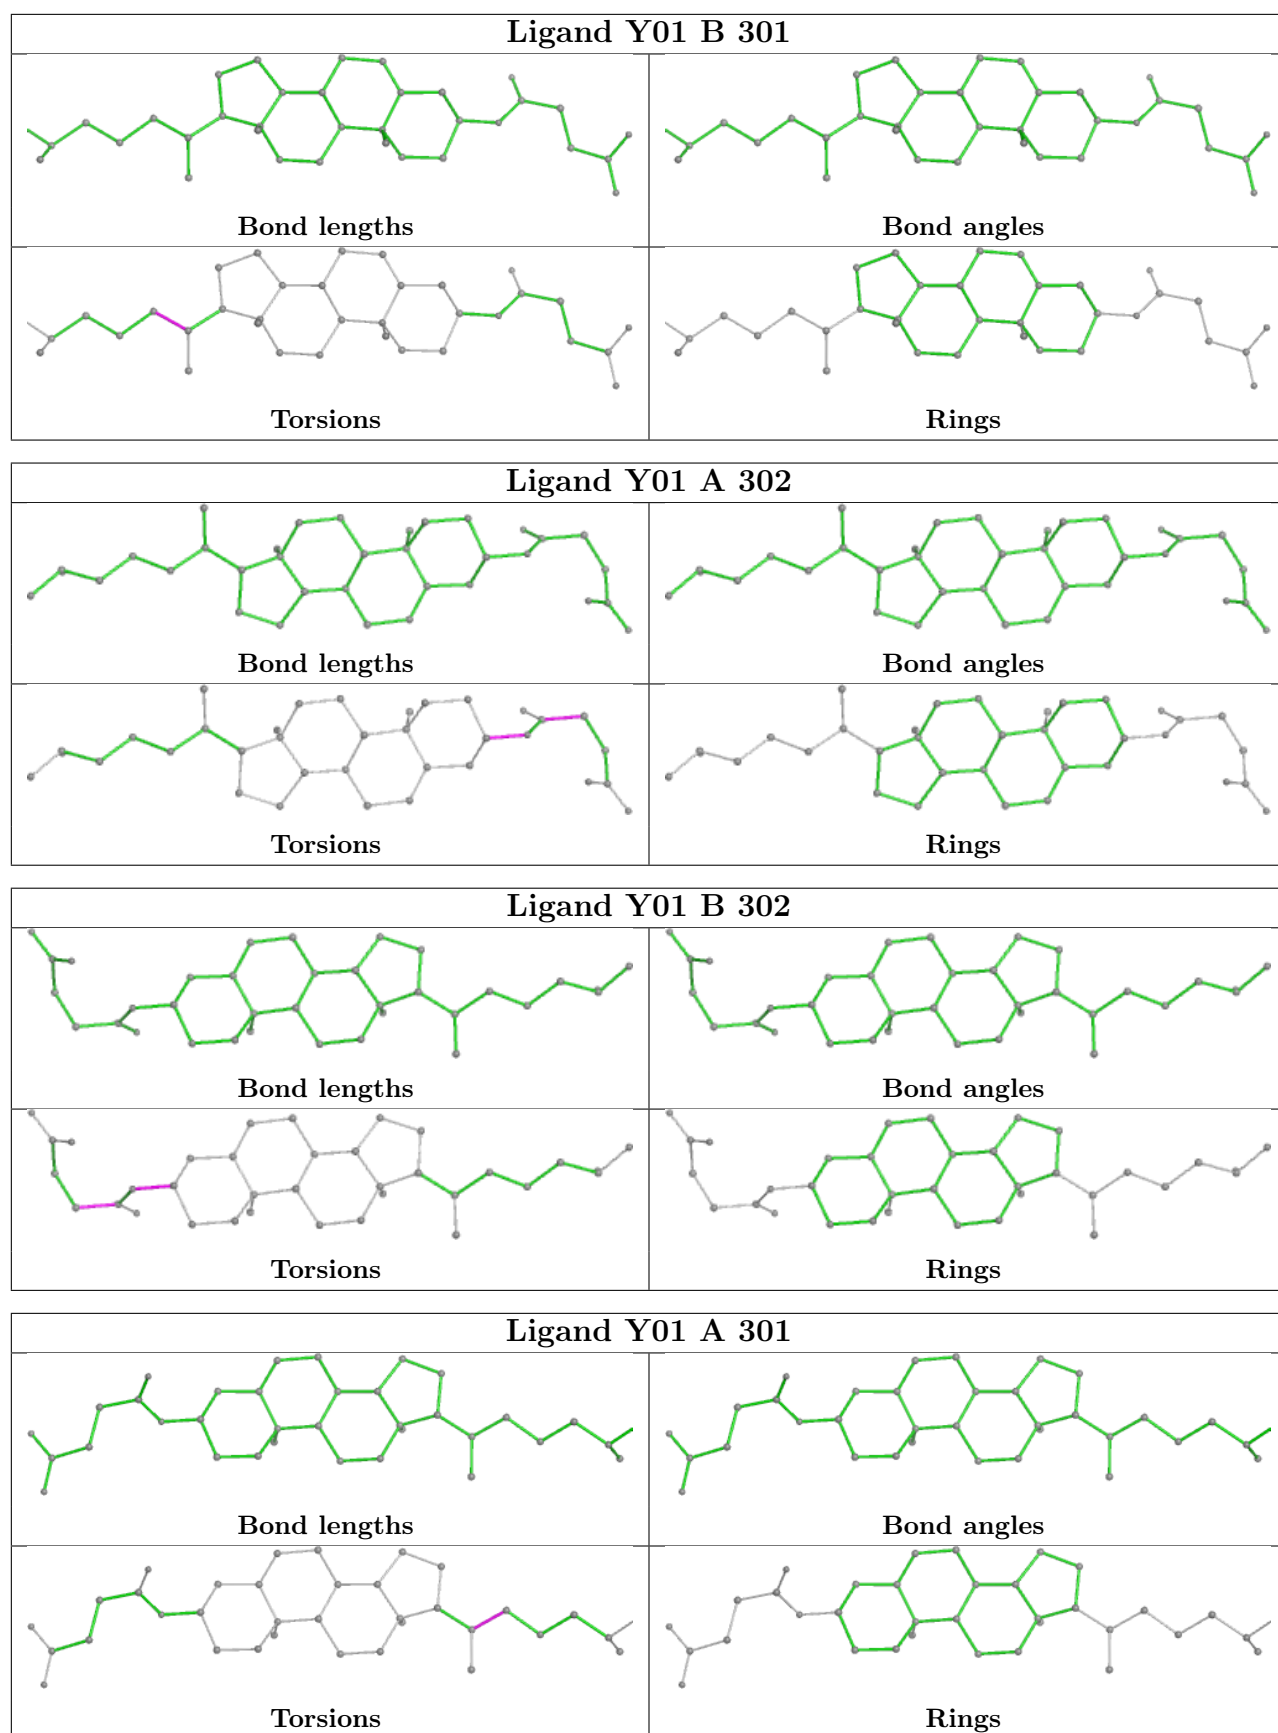 Ligand Y01 B 301
Bond lengths
Bond angles
Torsions
Rings
Ligand Y01 A 302
Bond lengths
Bond angles
Torsions
Rings
Ligand Y01 B 302
Bond lengths
Bond angles
Torsions
Rings
Ligand Y01 A 301
Bond lengths
Bond angles
Torsions
Rings